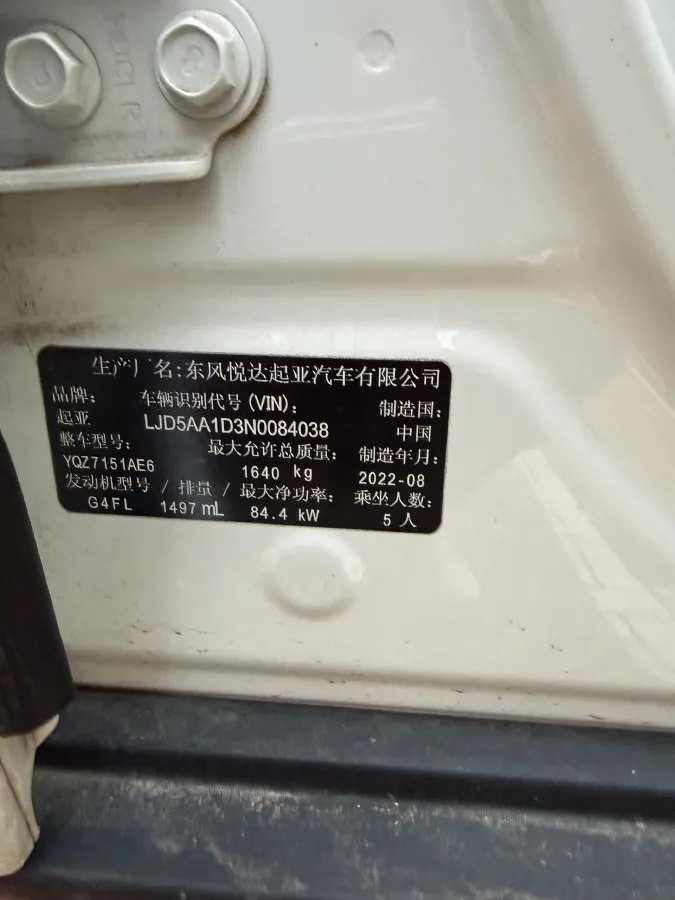 生产厂名:东风悦达起亚汽车有限公司
品牌: 车辆识别代号(VIN): 制造国:
起亚 LJD5AA1D3N0084038 中国
整车型号: 最大允许总质量: 制造年月:
YQZ7151AE6 1640 kg 2022-08
发动机型号 / 排量 / 最大净功率: 乘坐人数:
G4FL 1497 mL 84.4 kW 5 人